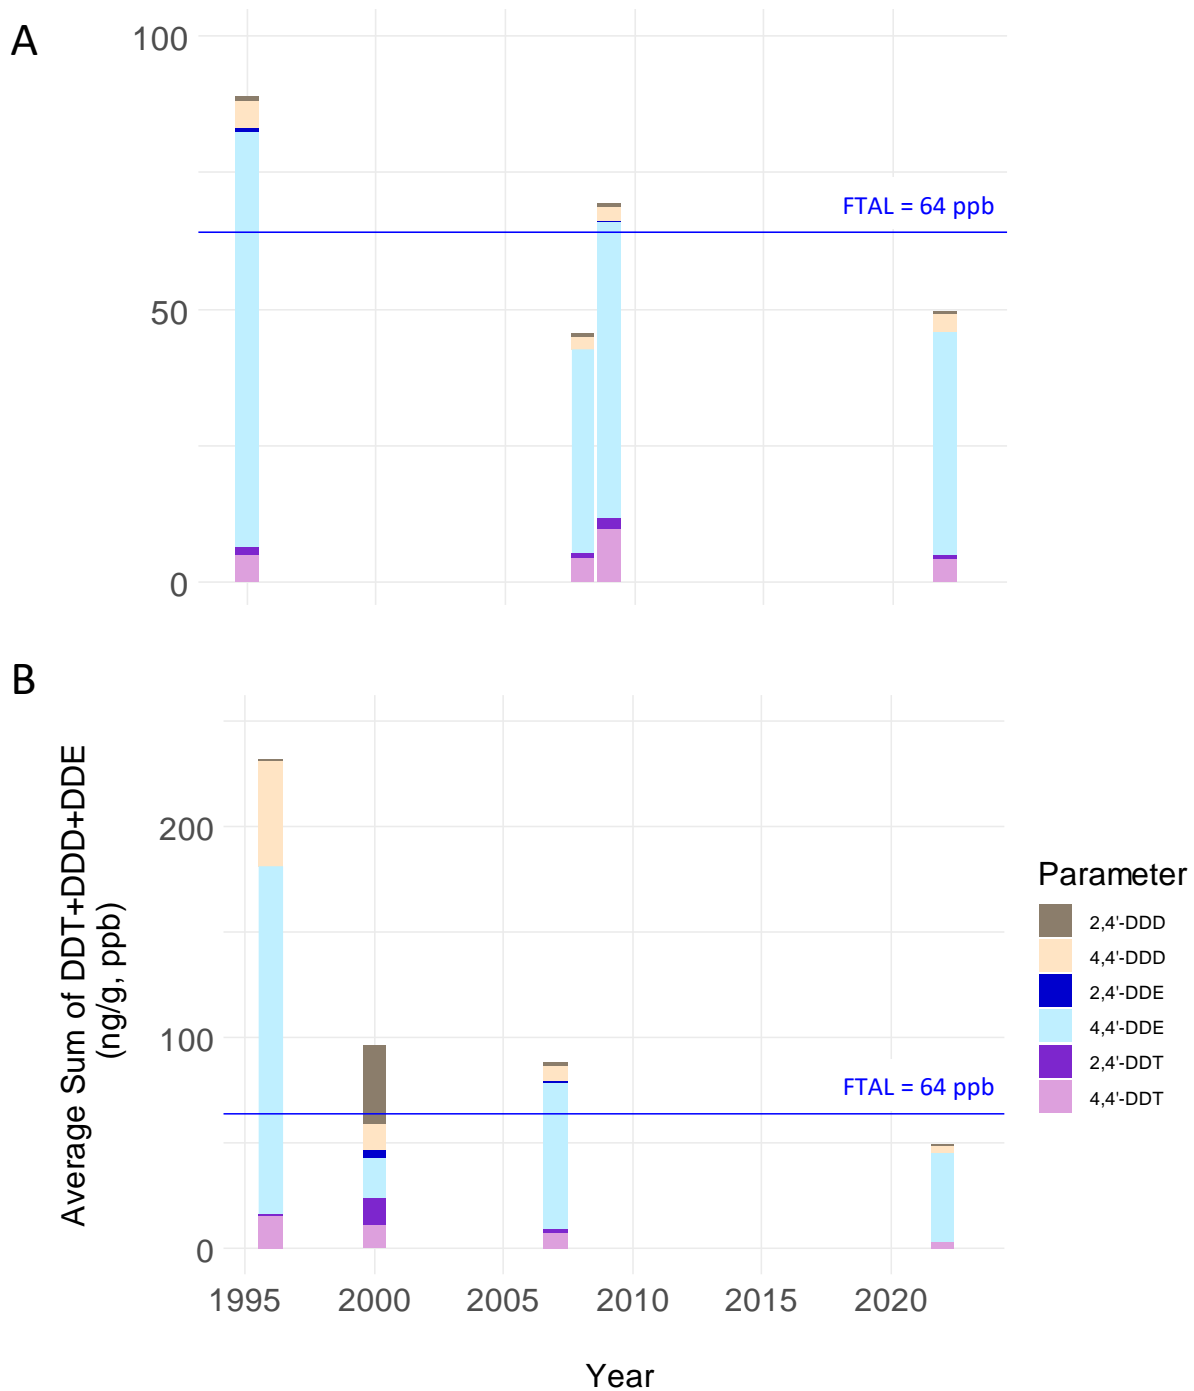 A
100
FTAL = 64 ppb
50
0
B
Average Sum of DDT+DDD+DDE
(ng/g, ppb)
200
100
FTAL = 64 ppb
0
1995 2000 2005 2010 2015 2020
Year
Parameter
2,4'-DDD
4,4'-DDD
2,4'-DDE
4,4'-DDE
2,4'-DDT
4,4'-DDT